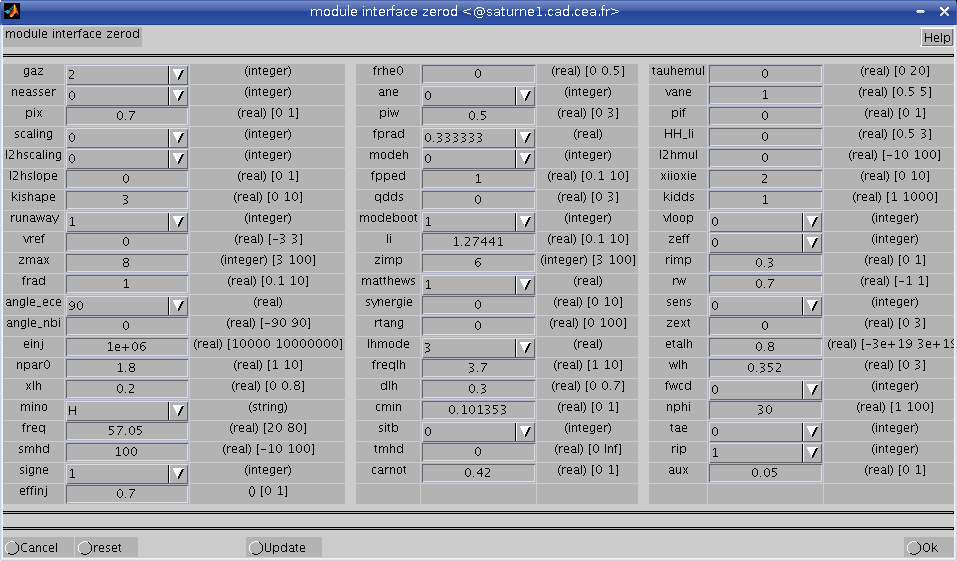 module interface zerod <@saturne1.cad.cea.fr>
module interface zerod Help
gaz 2 (integer) frhe0 0 (real) [0 0.5] tauhemul 0 (real) [0 20]
neasser 0 (integer) ane 0 (integer) vane 1 (real) [0.5 5]
pix 0.7 (real) [0 1] piw 0.5 (real) [0 3] pif 0 (real) [0 1]
scaling 0 (integer) fprad 0.333333 (real) HH_li 0 (real) [0.5 3]
l2hscaling 0 (integer) modeh 0 (integer) l2hmul 0 (real) [-10 100]
l2hslope 0 (real) [0 1] fpped 1 (real) [0.1 10] xiioxie 2 (real) [0 10]
kishape 3 (real) [0 10] qdds 0 (real) [0 3] kidds 1 (real) [1 1000]
runaway 1 (integer) modeboot 1 (integer) vloop 0 (integer)
vref 0 (real) [-3 3] li 1.27441 (real) [0.1 10] zeff 0 (integer)
zmax 8 (integer) [3 100] zimp 6 (integer) [3 100] rimp 0.3 (real) [0 1]
frad 1 (real) [0.1 10] matthews 1 (real) rw 0.7 (real) [-1 1]
angle_ece 90 (real) synergie 0 (real) [0 10] sens 0 (integer)
angle_nbi 0 (real) [-90 90] rtang 0 (real) [0 100] zext 0 (real) [0 3]
einj 1e+06 (real) [10000 10000000] lhmode 3 (real) etalh 0.8 (real) [-3e+19 3e+19
npar0 1.8 (real) [1 10] freqlh 3.7 (real) [1 10] wlh 0.352 (real) [0 3]
xlh 0.2 (real) [0 0.8] dlh 0.3 (real) [0 0.7] fwcd 0 (integer)
mino H (string) cmin 0.101353 (real) [0 1] nphi 30 (real) [1 100]
freq 57.05 (real) [20 80] sitb 0 (integer) tae 0 (integer)
smhd 100 (real) [-10 100] tmhd 0 (real) [0 Inf] rip 1 (integer)
signe 1 (integer) carnot 0.42 (real) [0 1] aux 0.05 (real) [0 1]
effinj 0.7 () [0 1]
Cancel reset Update Ok